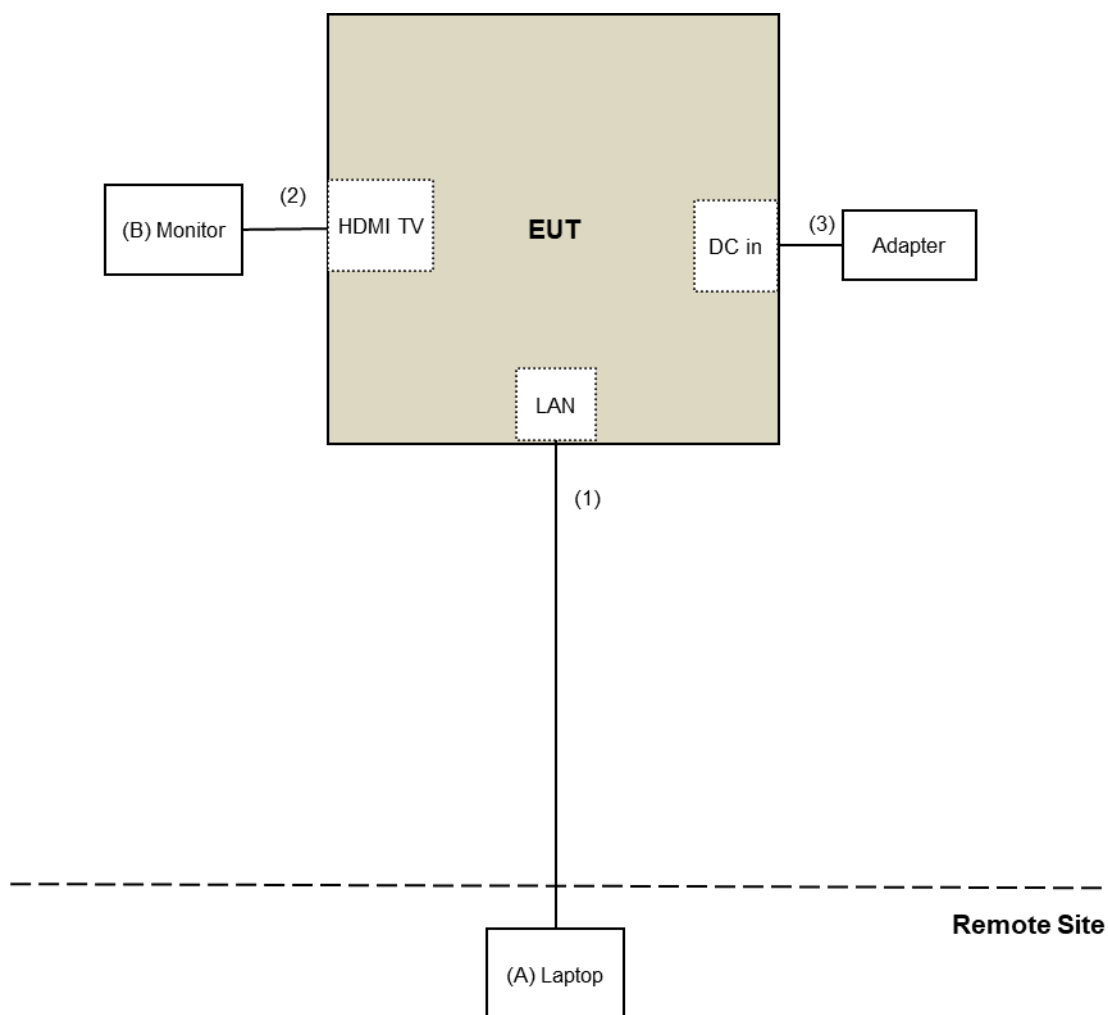 (2)
(B) Monitor
HDMI TV
EUT
DC in
(3)
Adapter
LAN
(1)
Remote Site
(A) Laptop